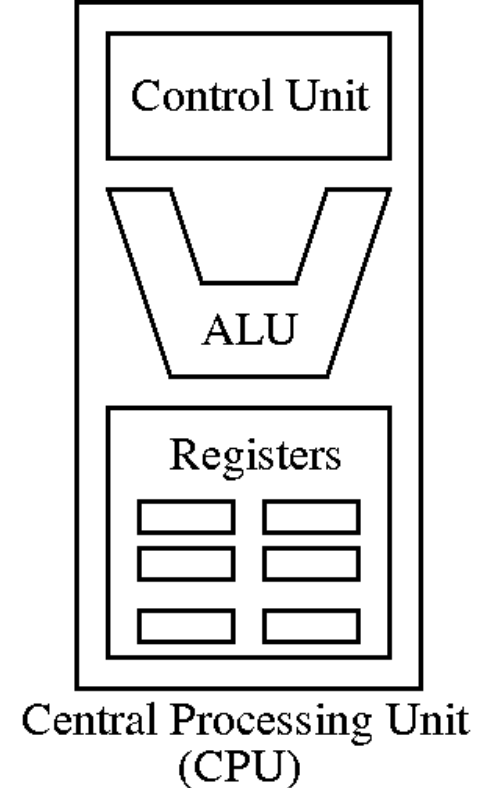 Control Unit
ALU
Registers
Central Processing Unit
(CPU)